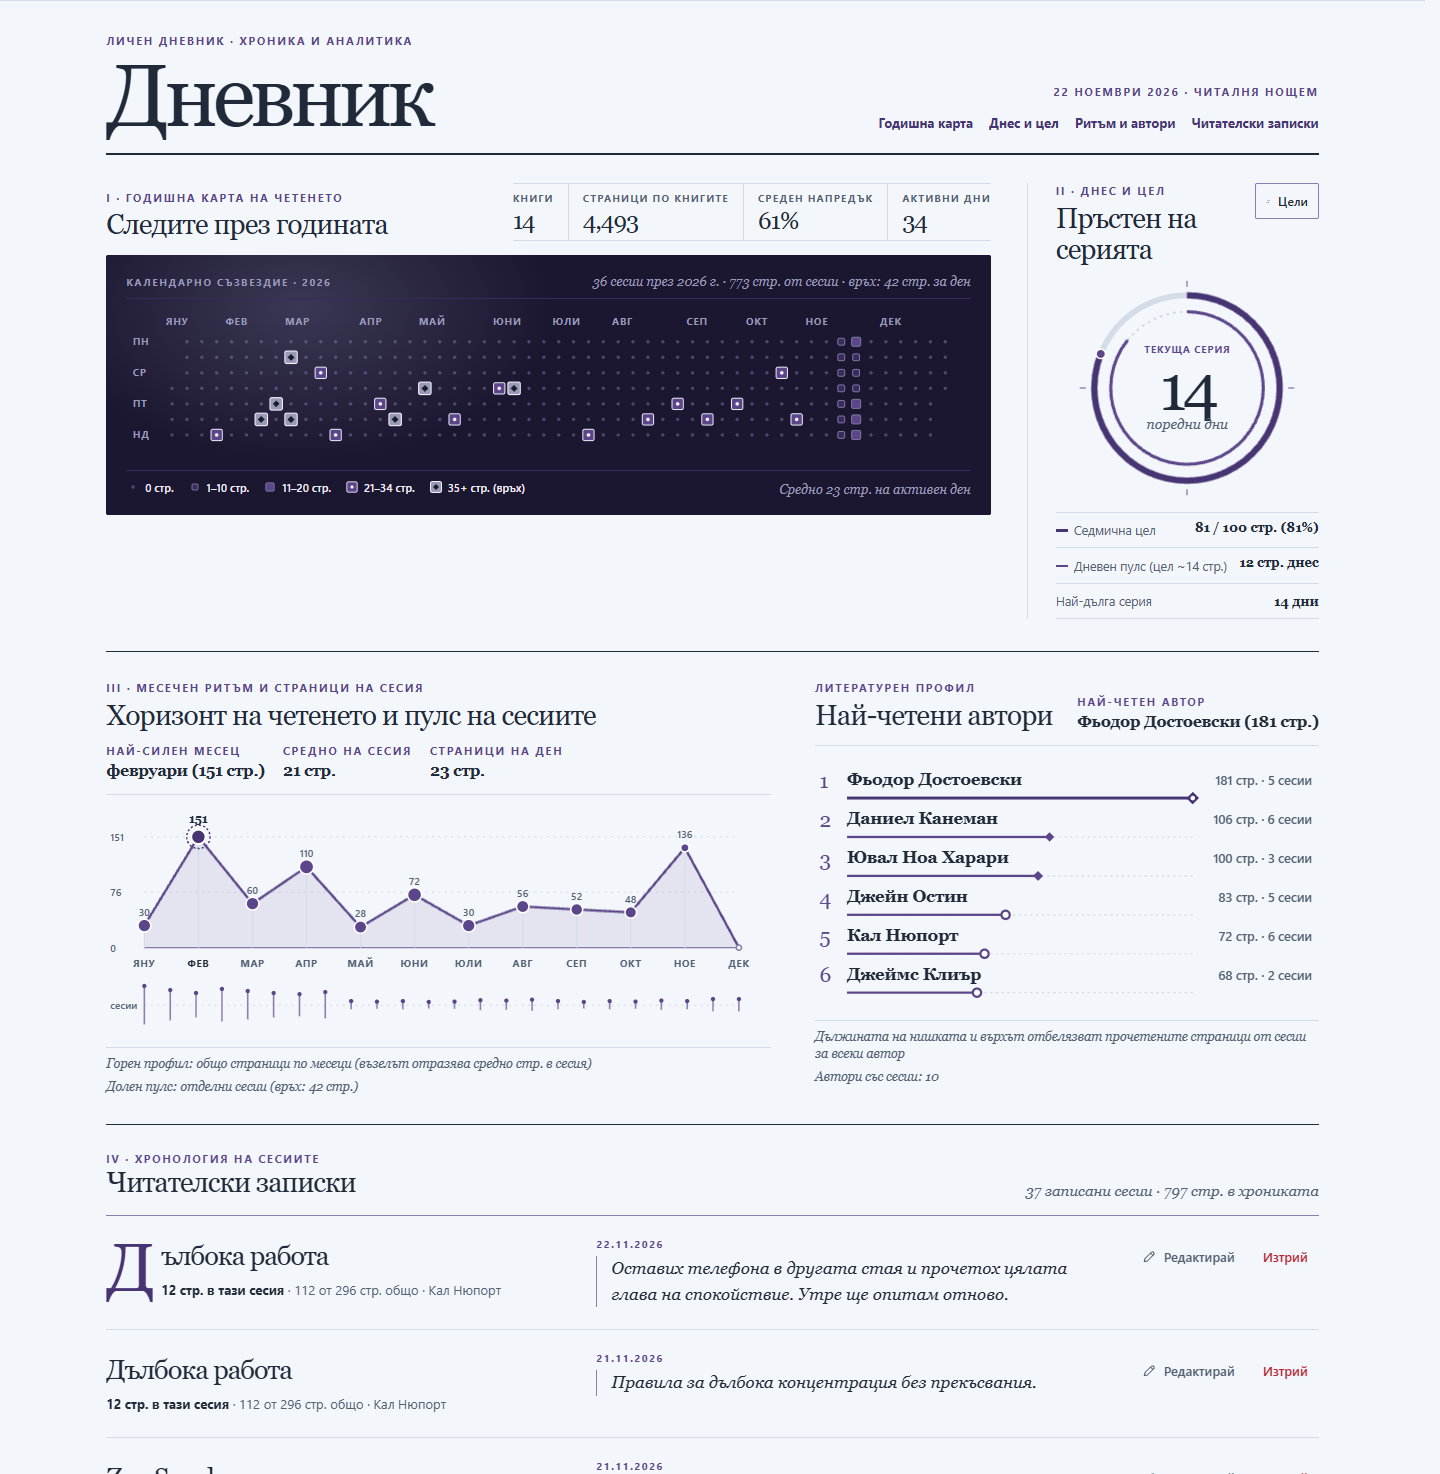 ЛИЧЕН ДНЕВНИК · ХРОНИКА И АНАЛИТИКА
Дневник
22 НОЕМВРИ 2026 · ЧИТАЛНЯ НОЩЕМ
Годишна карта Днес и цел Ритъм и автори Читателски записки
I · ГОДИШНА КАРТА НА ЧЕТЕНЕТО
Следите през годината
КНИГИ
14
СТРАНИЦИ ПО КНИГИТЕ
4,493
СРЕДЕН НАПРЕДЪК
61%
АКТИВНИ ДНИ
34
КАЛЕНДАРНО СЪЗВЕЗДИЕ · 2026
36 сесии през 2026 г. · 773 стр. от сесии · връх: 42 стр. за ден
ЯНУ ФЕВ МАР АПР МАЙ ЮНИ ЮЛИ АВГ СЕП ОКТ НОЕ ДЕК
ПН
СР
ПТ
НД
0 стр. 1–10 стр. 11–20 стр. 21–34 стр. 35+ стр. (връх)
Средно 23 стр. на активен ден
II · ДНЕС И ЦЕЛ
Пръстен на
серията
Цели
ТЕКУЩА СЕРИЯ
14
поредни дни
Седмична цел 81 / 100 стр. (81%)
Дневен пулс (цел ~14 стр.) 12 стр. днес
Най-дълга серия 14 дни
III · МЕСЕЧЕН РИТЪМ И СТРАНИЦИ НА СЕСИЯ
Хоризонт на четенето и пулс на сесиите
НАЙ-СИЛЕН МЕСЕЦ
февруари (151 стр.)
СРЕДНО НА СЕСИЯ
21 стр.
СТРАНИЦИ НА ДЕН
23 стр.
151
76
0
30 151 60 110 28 72 30 56 52 48 136
ЯНУ ФЕВ МАР АПР МАЙ ЮНИ ЮЛИ АВГ СЕП ОКТ НОЕ ДЕК
сесии
Горен профил: общо страници по месеци (възелът отразява средно стр. в сесия)
Долен пулс: отделни сесии (връх: 42 стр.)
ЛИТЕРАТУРЕН ПРОФИЛ
Най-четени автори
НАЙ-ЧЕТЕН АВТОР
Фьодор Достоевски (181 стр.)
1 Фьодор Достоевски 181 стр. · 5 сесии
2 Даниел Канеман 106 стр. · 6 сесии
3 Ювал Ноа Харари 100 стр. · 3 сесии
4 Джейн Остин 83 стр. · 5 сесии
5 Кал Нюпорт 72 стр. · 6 сесии
6 Джеймс Клиър 68 стр. · 2 сесии
Дължината на нишката и върхът отбелязват прочетените страници от сесии
за всеки автор
Автори със сесии: 10
IV · ХРОНОЛОГИЯ НА СЕСИИТЕ
Читателски записки
37 записани сесии · 797 стр. в хрониката
Дълбока работа
12 стр. в тази сесия · 112 от 296 стр. общо · Кал Нюпорт
22.11.2026
Оставих телефона в другата стая и прочетох цялата
глава на спокойствие. Утре ще опитам отново.
Редактирай Изтрий
Дълбока работа
12 стр. в тази сесия · 112 от 296 стр. общо · Кал Нюпорт
21.11.2026
Правила за дълбока концентрация без прекъсвания.
Редактирай Изтрий
21.11.2026